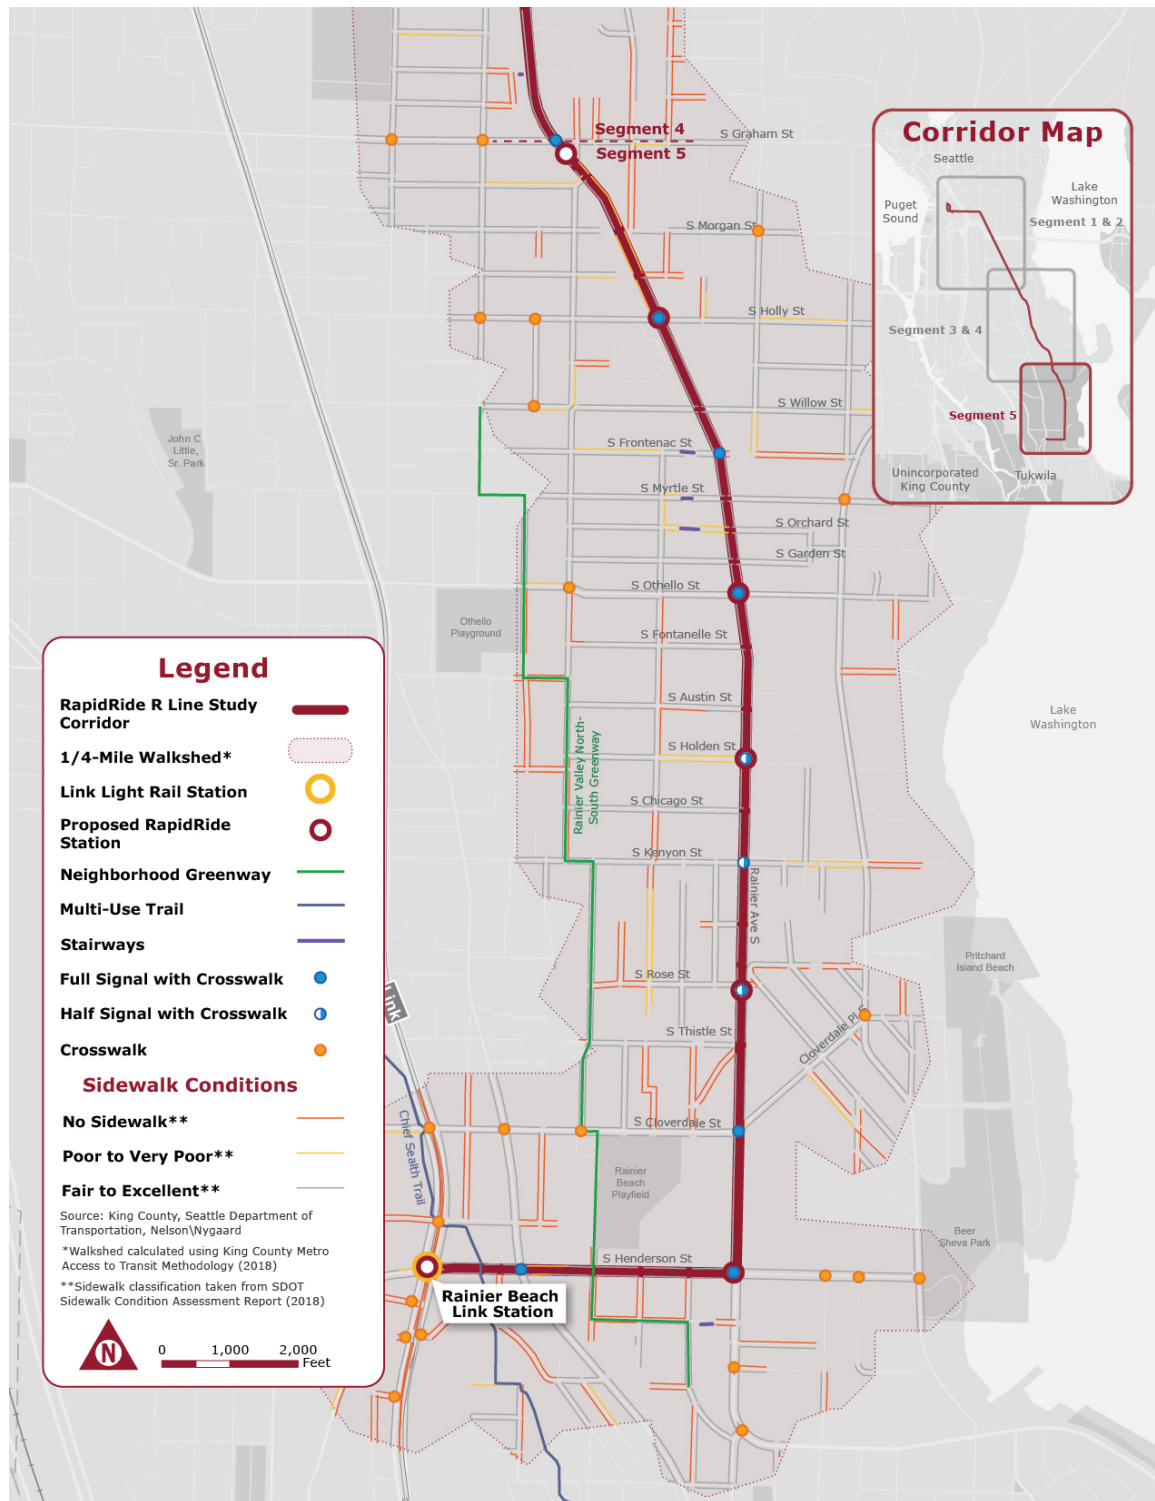 Segment 4
Segment 5
S Graham St
S Morgan St
S Holly St
S Willow St
S Frontenac St
S Myrtle St
S Orchard St
S Garden St
S Othello St
S Fontanelle St
S Austin St
S Holden St
S Chicago St
S Kenyon St
Rainier Ave S
S Rose St
S Thistle St
Cloverdale Pl S
S Cloverdale St
S Henderson St
Rainier Valley North-
South Greenway
John C.
Little,
Sr. Park
Othello
Playground
Lake
Washington
Pritchard
Island Beach
Rainier
Beach
Playfield
Beer
Sheva Park
Chief Sealth Trail
Link
Rainier Beach
Link Station
Corridor Map
Seattle
Lake
Washington
Puget
Sound
Segment 1 & 2
Segment 3 & 4
Segment 5
Unincorporated
King County
Tukwila
Legend
RapidRide R Line Study
Corridor
1/4-Mile Walkshed*
Link Light Rail Station
Proposed RapidRide
Station
Neighborhood Greenway
Multi-Use Trail
Stairways
Full Signal with Crosswalk
Half Signal with Crosswalk
Crosswalk
Sidewalk Conditions
No Sidewalk**
Poor to Very Poor**
Fair to Excellent**
Source: King County, Seattle Department of
Transportation, Nelson\Nygaard
*Walkshed calculated using King County Metro
Access to Transit Methodology (2018)
**Sidewalk classification taken from SDOT
Sidewalk Condition Assessment Report (2018)
N
0 1,000 2,000
Feet